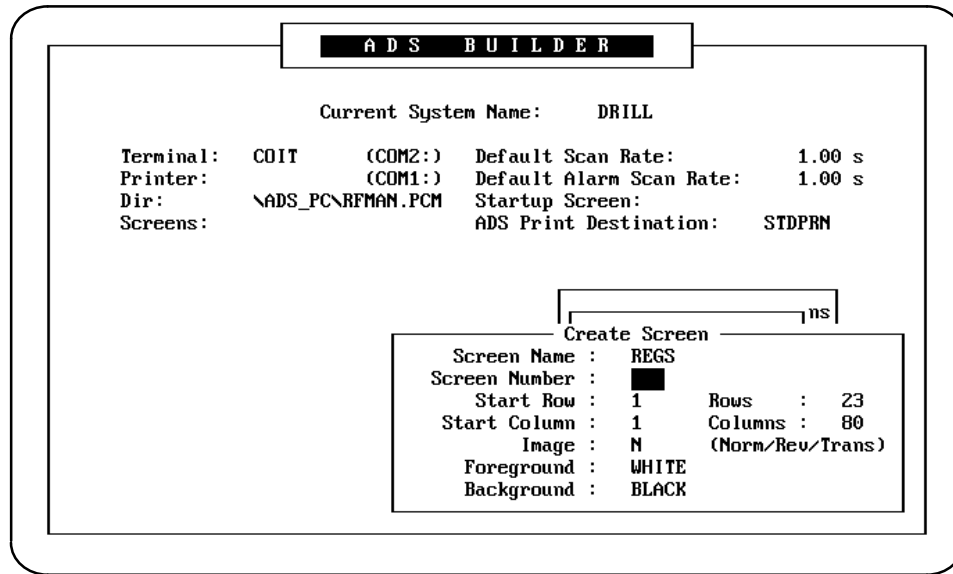 ADS BUILDER
Current System Name: DRILL
Terminal: COIT (COM2:) Default Scan Rate: 1.00 s
Printer: (COM1:) Default Alarm Scan Rate: 1.00 s
Dir: \ADS_PC\RFMAN.PCM Startup Screen:
Screens: ADS Print Destination: STDPRN
ns
Create Screen
Screen Name : REGS
Screen Number :
Start Row : 1 Rows : 23
Start Column : 1 Columns : 80
Image : N (Norm/Rev/Trans)
Foreground : WHITE
Background : BLACK